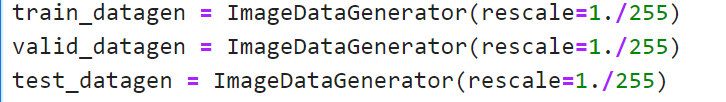 train_datagen = ImageDataGenerator(rescale=1./255)
valid_datagen = ImageDataGenerator(rescale=1./255)
test_datagen = ImageDataGenerator(rescale=1./255)